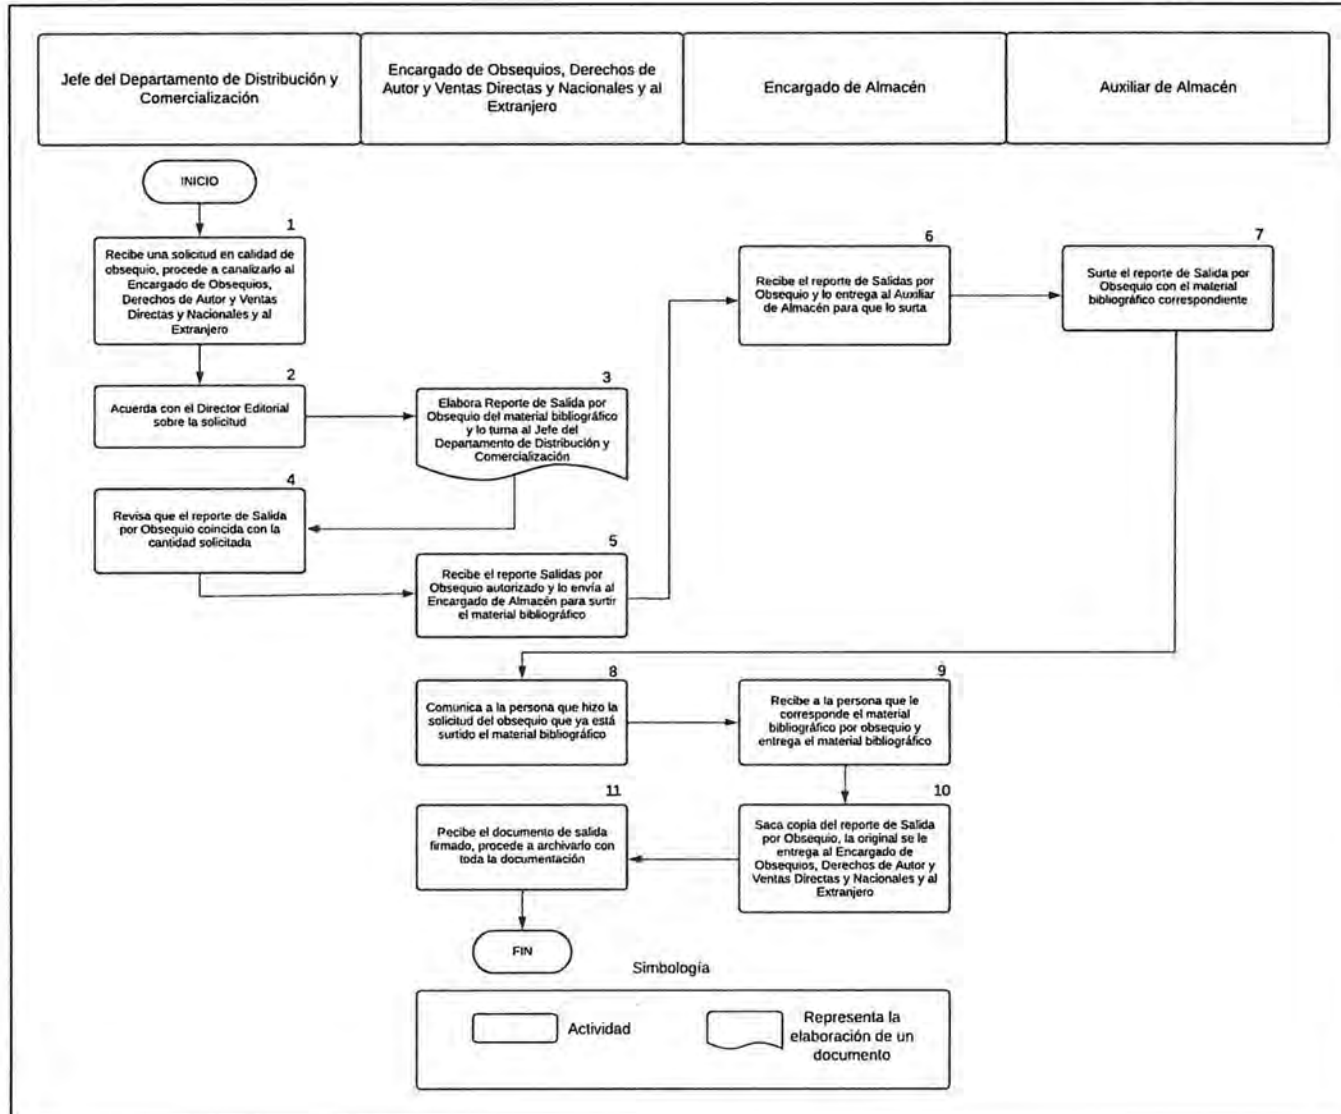 Jefe del Departamento de Distribución y
Comercialización
Encargado de Obsequios, Derechos de
Autor y Ventas Directas y Nacionales y al
Extranjero
Encargado de Almacén
Auxiliar de Almacén
INICIO
1
Recibe una solicitud en calidad de
obsequio, procede a canalizarlo al
Encargado de Obsequios,
Derechos de Autor y Ventas
Directas y Nacionales y al
Extranjero
2
Acuerda con el Director Editorial
sobre la solicitud
3
Elabora Reporte de Salida por
Obsequio del material bibliográfico
y lo turna al Jefe del
Departamento de Distribución y
Comercialización
4
Revisa que el reporte de Salida
por Obsequio coincida con la
cantidad solicitada
5
Recibe el reporte Salidas por
Obsequio autorizado y lo envía al
Encargado de Almacén para surtir
el material bibliográfico
6
Recibe el reporte de Salidas por
Obsequio y lo entrega al Auxiliar
de Almacén para que lo surta
7
Surte el reporte de Salida por
Obsequio con el material
bibliográfico correspondiente
8
Comunica a la persona que hizo la
solicitud del obsequio que ya está
surtido el material bibliográfico
9
Recibe a la persona que le
corresponde el material
bibliográfico por obsequio y
entrega el material bibliográfico
10
Saca copia del reporte de Salida
por Obsequio, la original se le
entrega al Encargado de
Obsequios, Derechos de Autor y
Ventas Directas y Nacionales y al
Extranjero
11
Recibe el documento de salida
firmado, procede a archivarlo con
toda la documentación
FIN
Simbología
Actividad
Representa la
elaboración de un
documento